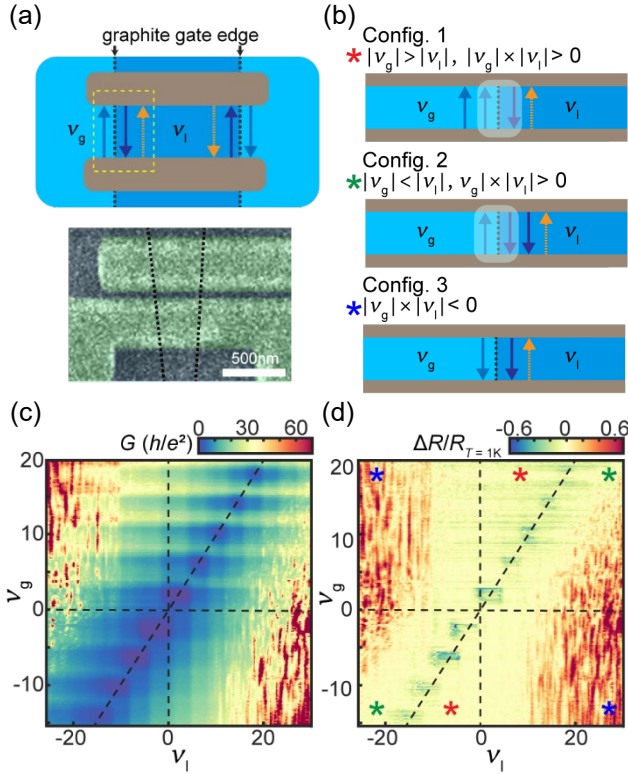 (a)
graphite gate edge
ν_g
ν_l
500nm
(b)
Config. 1
* |ν_g|>|ν_l|, |ν_g|×|ν_l|>0
ν_g ν_l
Config. 2
* |ν_g|<|ν_l|, ν_g×|ν_l|>0
ν_g ν_l
Config. 3
* |ν_g|×|ν_l|<0
ν_g ν_l
(c)
G (h/e²)
0 30 60
20
10
0
-10
ν_g
-20 0 20
ν_l
(d)
ΔR/R_{T = 1K}
-0.6 0 0.6
20
10
0
-10
ν_g
-20 0 20
ν_l